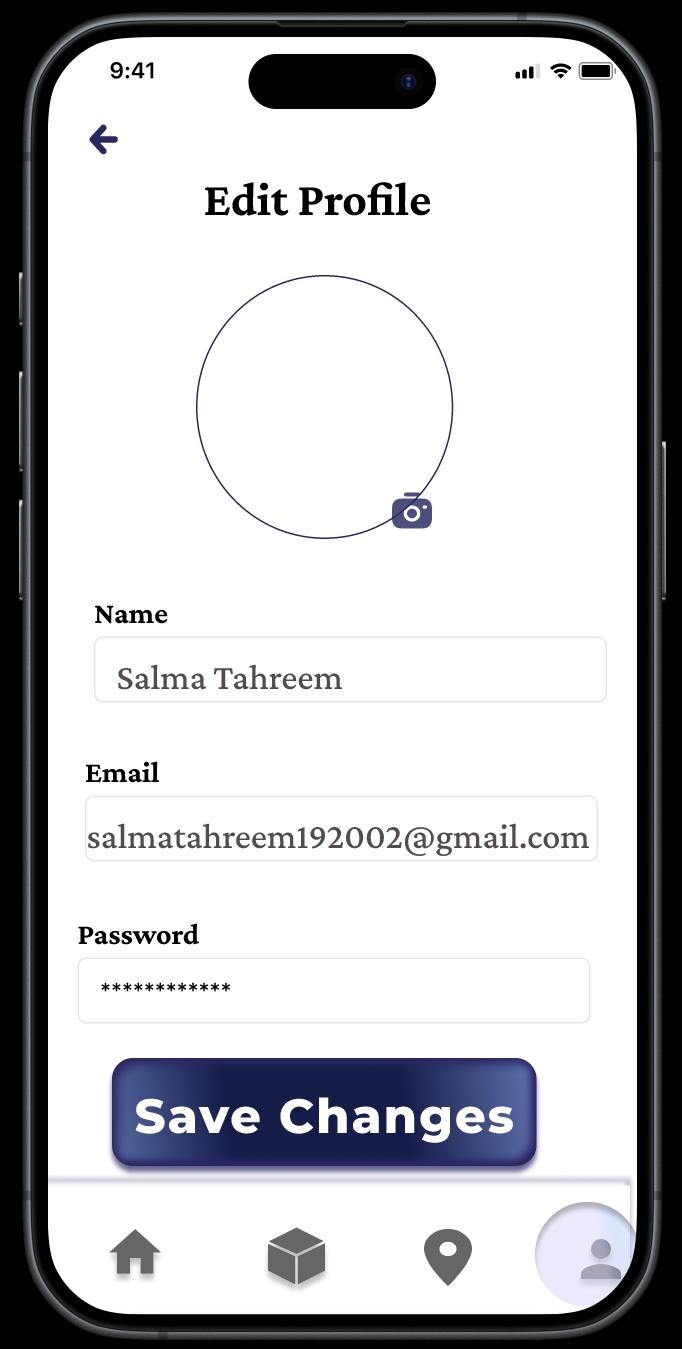 9:41
Edit Profile
Name
Salma Tahreem
Email
salmatahreem192002@gmail.com
Password
************
Save Changes